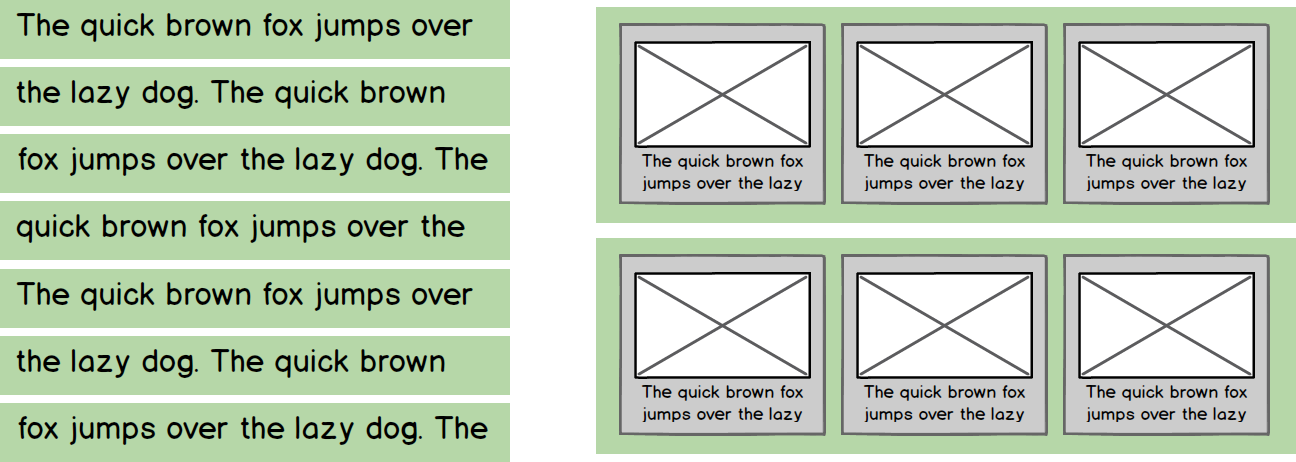 The quick brown fox jumps over
the lazy dog. The quick brown
fox jumps over the lazy dog. The
quick brown fox jumps over the
The quick brown fox jumps over
the lazy dog. The quick brown
fox jumps over the lazy dog. The
The quick brown fox
jumps over the lazy
The quick brown fox
jumps over the lazy
The quick brown fox
jumps over the lazy
The quick brown fox
jumps over the lazy
The quick brown fox
jumps over the lazy
The quick brown fox
jumps over the lazy